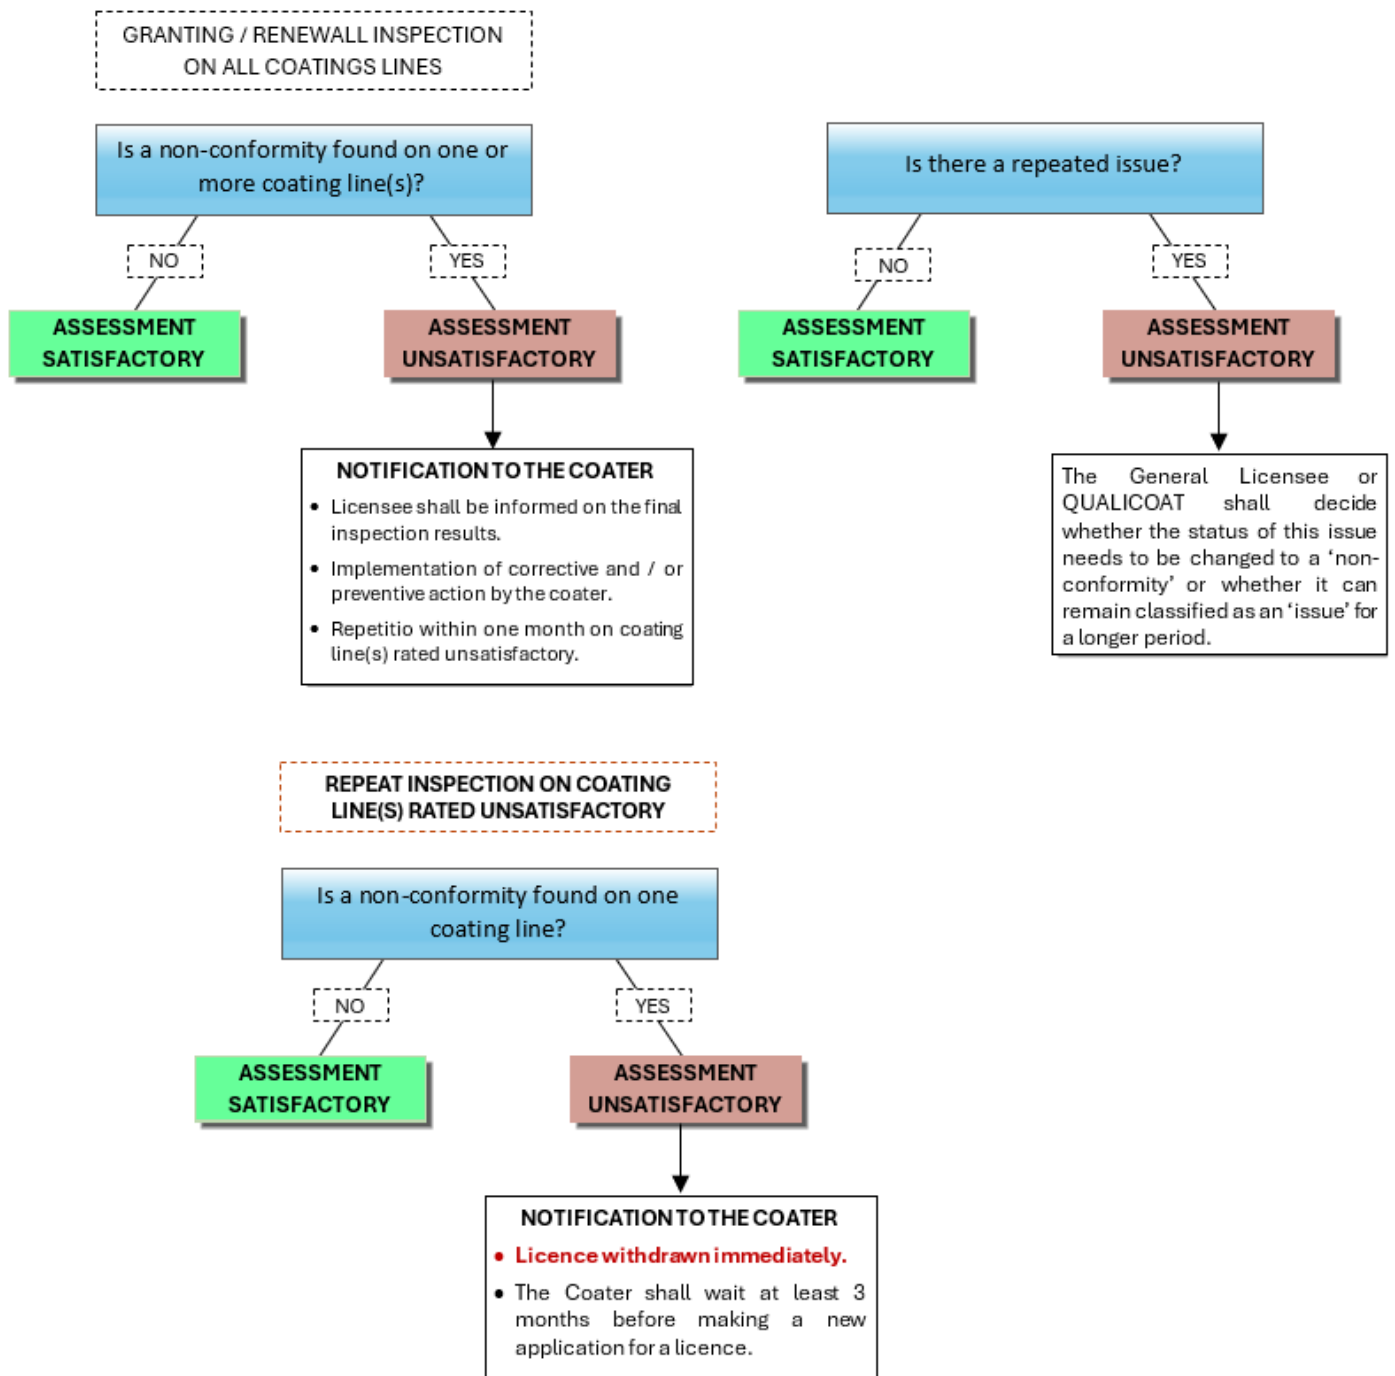 GRANTING / RENEWALL INSPECTION
ON ALL COATINGS LINES
Is a non-conformity found on one or
more coating line(s)?
NO
YES
ASSESSMENT
SATISFACTORY
ASSESSMENT
UNSATISFACTORY
NOTIFICATION TO THE COATER
• Licensee shall be informed on the final
inspection results.
• Implementation of corrective and / or
preventive action by the coater.
• Repetitio within one month on coating
line(s) rated unsatisfactory.
Is there a repeated issue?
NO
YES
ASSESSMENT
SATISFACTORY
ASSESSMENT
UNSATISFACTORY
The General Licensee or
QUALICOAT shall decide
whether the status of this issue
needs to be changed to a ‘non-
conformity’ or whether it can
remain classified as an ‘issue’ for
a longer period.
REPEAT INSPECTION ON COATING
LINE(S) RATED UNSATISFACTORY
Is a non-conformity found on one
coating line?
NO
YES
ASSESSMENT
SATISFACTORY
ASSESSMENT
UNSATISFACTORY
NOTIFICATION TO THE COATER
• Licence withdrawn immediately.
• The Coater shall wait at least 3
months before making a new
application for a licence.